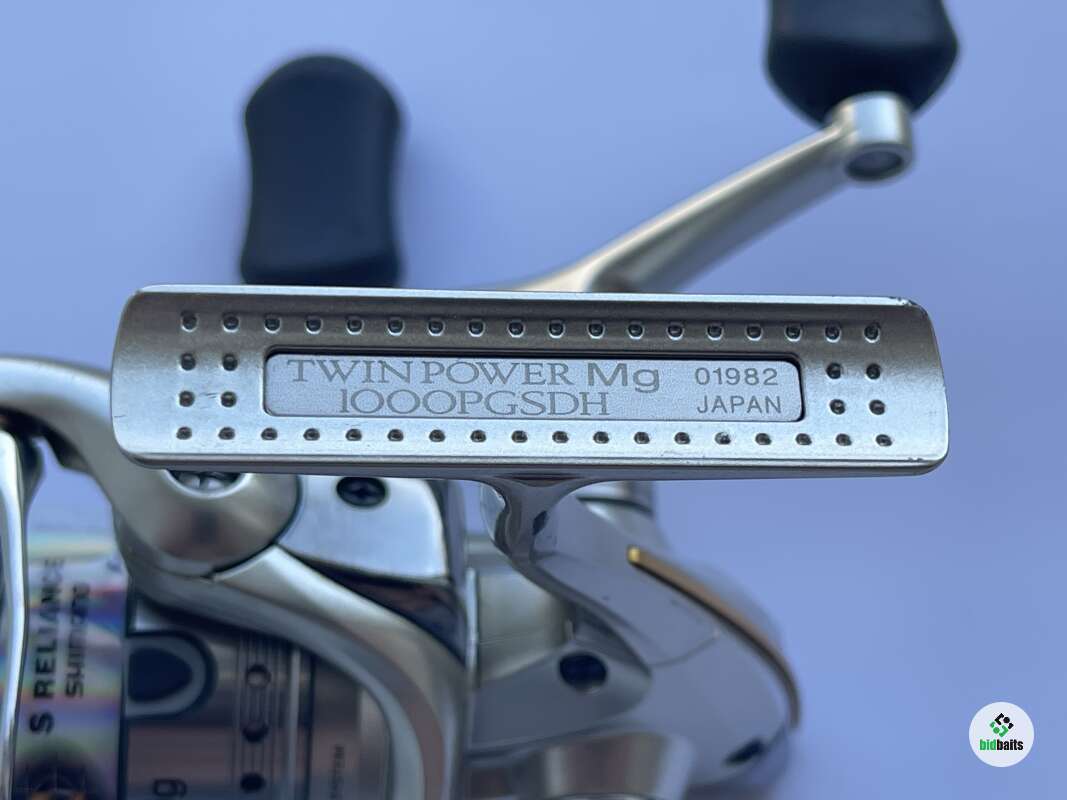 TWIN POWER Mg 01982
1000PGSDH JAPAN
S RELIANCE
SHIMANO
g
bidbaits